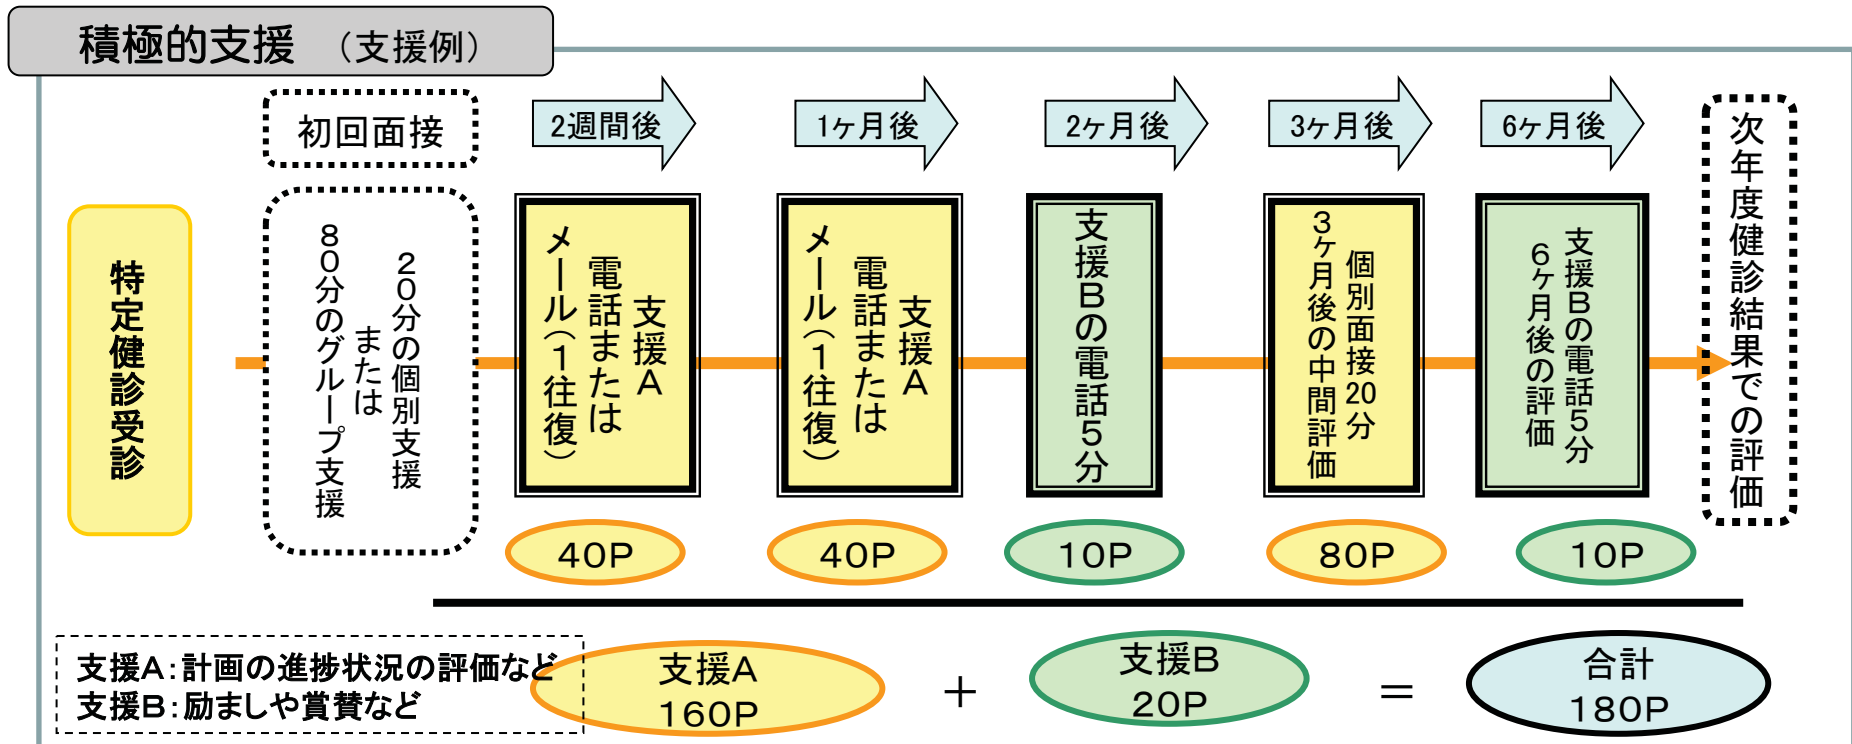 積極的支援 （支援例）
特定健診受診
初回面接
20分の個別支援
または
80分のグループ支援
2週間後
支援A
電話または
メール(1往復)
40P
1ヶ月後
支援A
電話または
メール(1往復)
40P
2ヶ月後
支援Bの電話5分
10P
3ヶ月後
個別面接20分
3ヶ月後の中間評価
80P
6ヶ月後
支援Bの電話5分
6ヶ月後の評価
10P
次年度健診結果での評価
支援A:計画の進捗状況の評価など
支援B:励ましや賞賛など
支援A
160P
+
支援B
20P
=
合計
180P